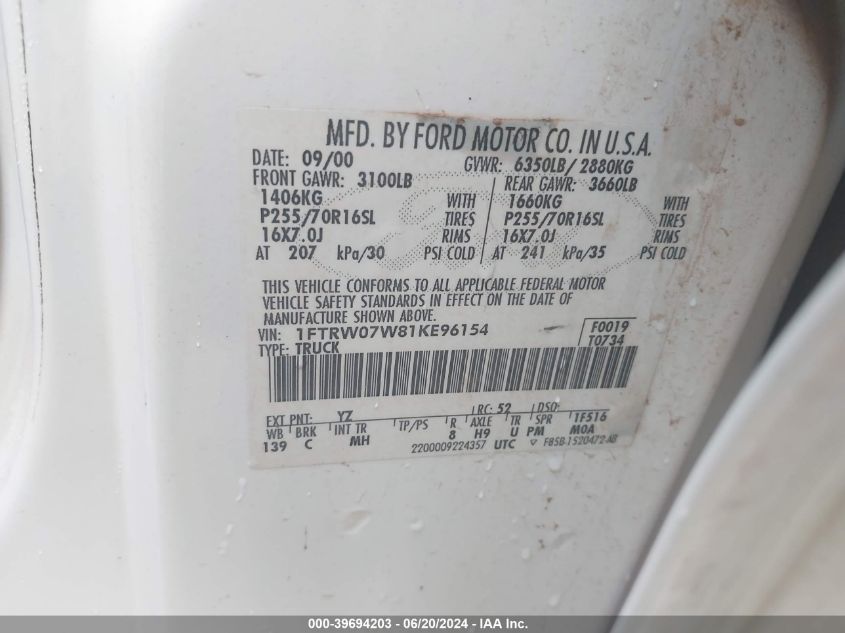 MFD. BY FORD MOTOR CO. IN U.S.A.
DATE: 09/00 GVWR: 6350LB/ 2880KG
FRONT GAWR: 3100LB REAR GAWR: 3660LB
1406KG WITH 1660KG WITH
P255/70R16SL TIRES P255/70R16SL TIRES
16X7.0J RIMS 16X7.0J RIMS
AT 207 kPa/30 PSI COLD AT 241 kPa/35 PSI COLD
THIS VEHICLE CONFORMS TO ALL APPLICABLE FEDERAL MOTOR
VEHICLE SAFETY STANDARDS IN EFFECT ON THE DATE OF
MANUFACTURE SHOWN ABOVE.
VIN: 1FTRW07W81KE96154 F0019
TYPE: TRUCK T0734
EXT PNT: YZ RC: 52 DSO:
WB BRK INT TR TP/PS R AXLE TR SPR 1F516
139 C MH 8 H9 U PM MOA
2200009224357 UTC F85B-1520472-AB
000-39694203 - 06/20/2024 - IAA Inc.